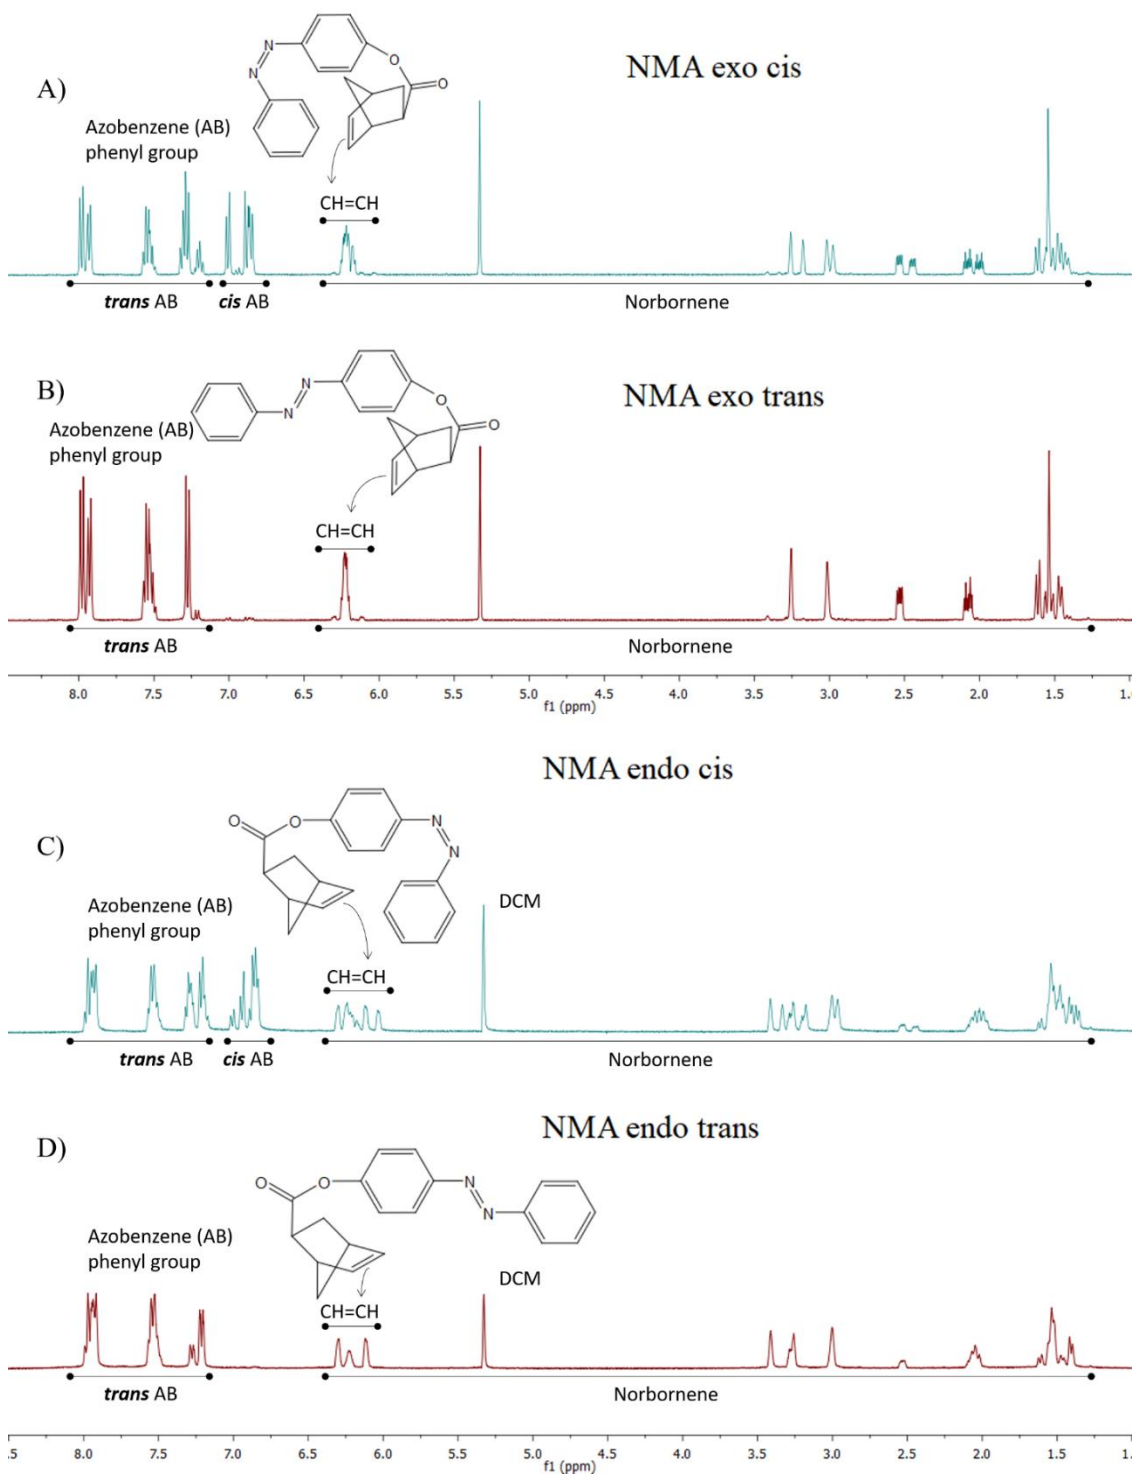 NMA exo cis
A)
N
N
O
O
Azobenzene (AB)
phenyl group
CH=CH
trans AB
cis AB
Norbornene
B)
NMA exo trans
N
N
O
O
Azobenzene (AB)
phenyl group
CH=CH
trans AB
Norbornene
8.0 7.5 7.0 6.5 6.0 5.5 5.0 4.5 4.0 3.5 3.0 2.5 2.0 1.5 1.0
f1 (ppm)
NMA endo cis
C)
O
O
N
N
Azobenzene (AB)
phenyl group
DCM
CH=CH
trans AB
cis AB
Norbornene
NMA endo trans
D)
O
O
N
N
Azobenzene (AB)
phenyl group
DCM
CH=CH
trans AB
Norbornene
.5 8.0 7.5 7.0 6.5 6.0 5.5 5.0 4.5 4.0 3.5 3.0 2.5 2.0 1.5 1.
f1 (ppm)